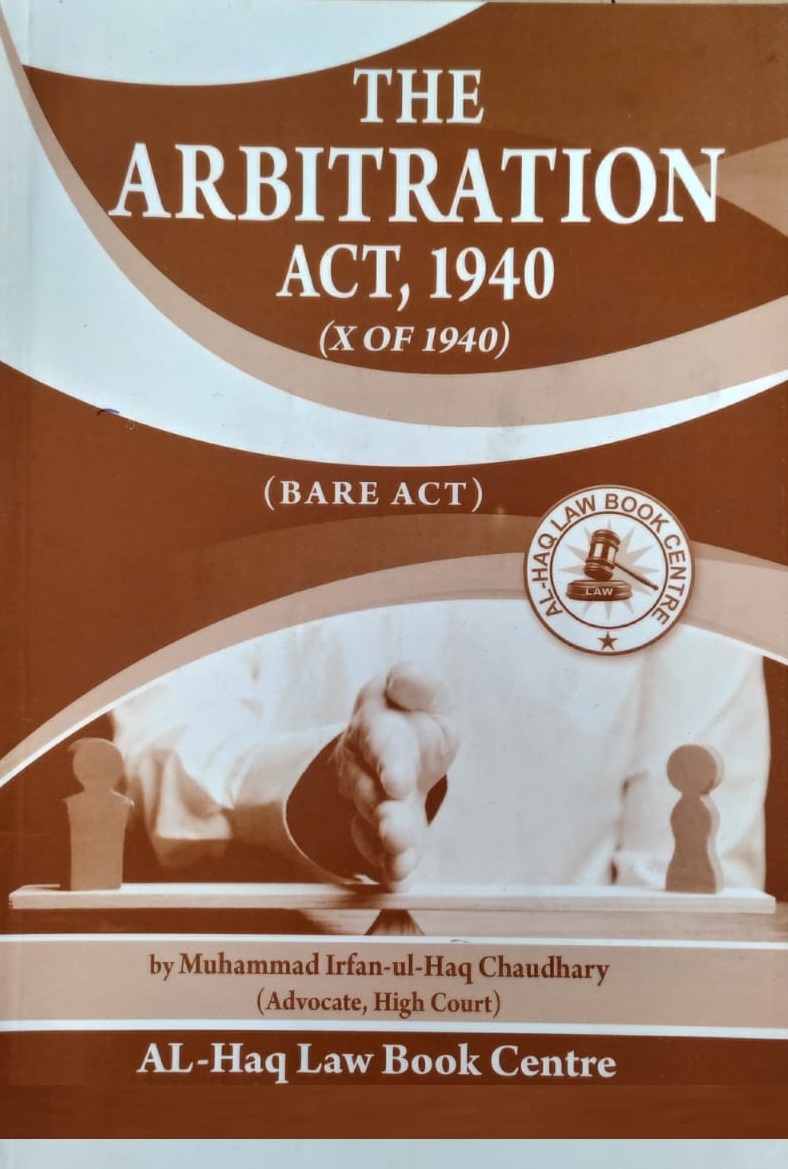 THE
ARBITRATION
ACT, 1940
(X OF 1940)
(BARE ACT)
AL-HAQ LAW BOOK CENTRE
LAW
by Muhammad Irfan-ul-Haq Chaudhary
(Advocate, High Court)
AL-Haq Law Book Centre